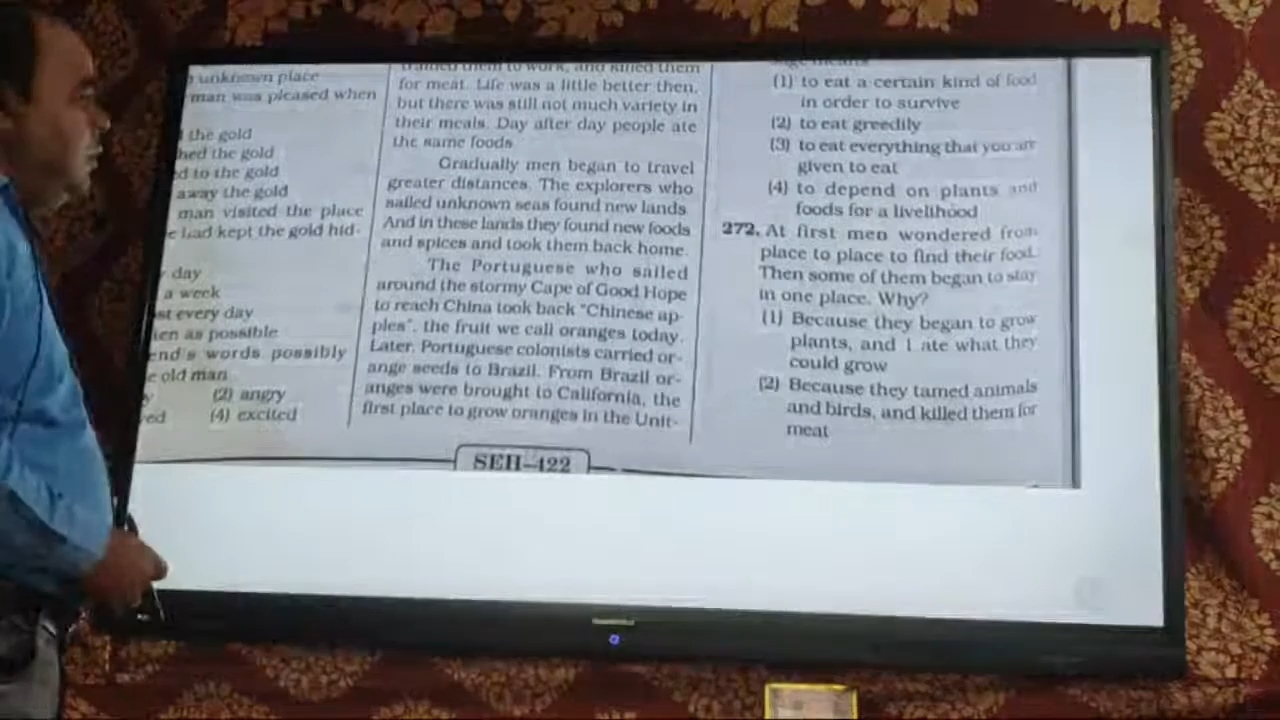 unknown place
man was pleased when
the gold
hed the gold
ed to the gold
away the gold
man visited the place
e had kept the gold hid-
day
a week
st every day
ten as possible
end's words possibly
e old man
(2) angry
ed (4) excited
trained them to work, and killed them
for meat. Life was a little better then,
but there was still not much variety in
their meals. Day after day people ate
the same foods
Gradually men began to travel
greater distances. The explorers who
sailed unknown seas found new lands
And in these lands they found new foods
and spices and took them back home.
The Portuguese who sailed
around the stormy Cape of Good Hope
to reach China took back "Chinese ap-
ples", the fruit we call oranges today.
Later, Portuguese colonists carried or-
ange seeds to Brazil. From Brazil or-
anges were brought to California, the
first place to grow oranges in the Unit-
(1) to eat a certain kind of food
in order to survive
(2) to eat greedily
(3) to eat everything that you are
given to eat
(4) to depend on plants and
foods for a livelihood
272. At first men wondered from
place to place to find their food.
Then some of them began to stay
in one place. Why?
(1) Because they began to grow
plants, and I ate what they
could grow
(2) Because they tamed animals
and birds, and killed them for
meat
SEH–422